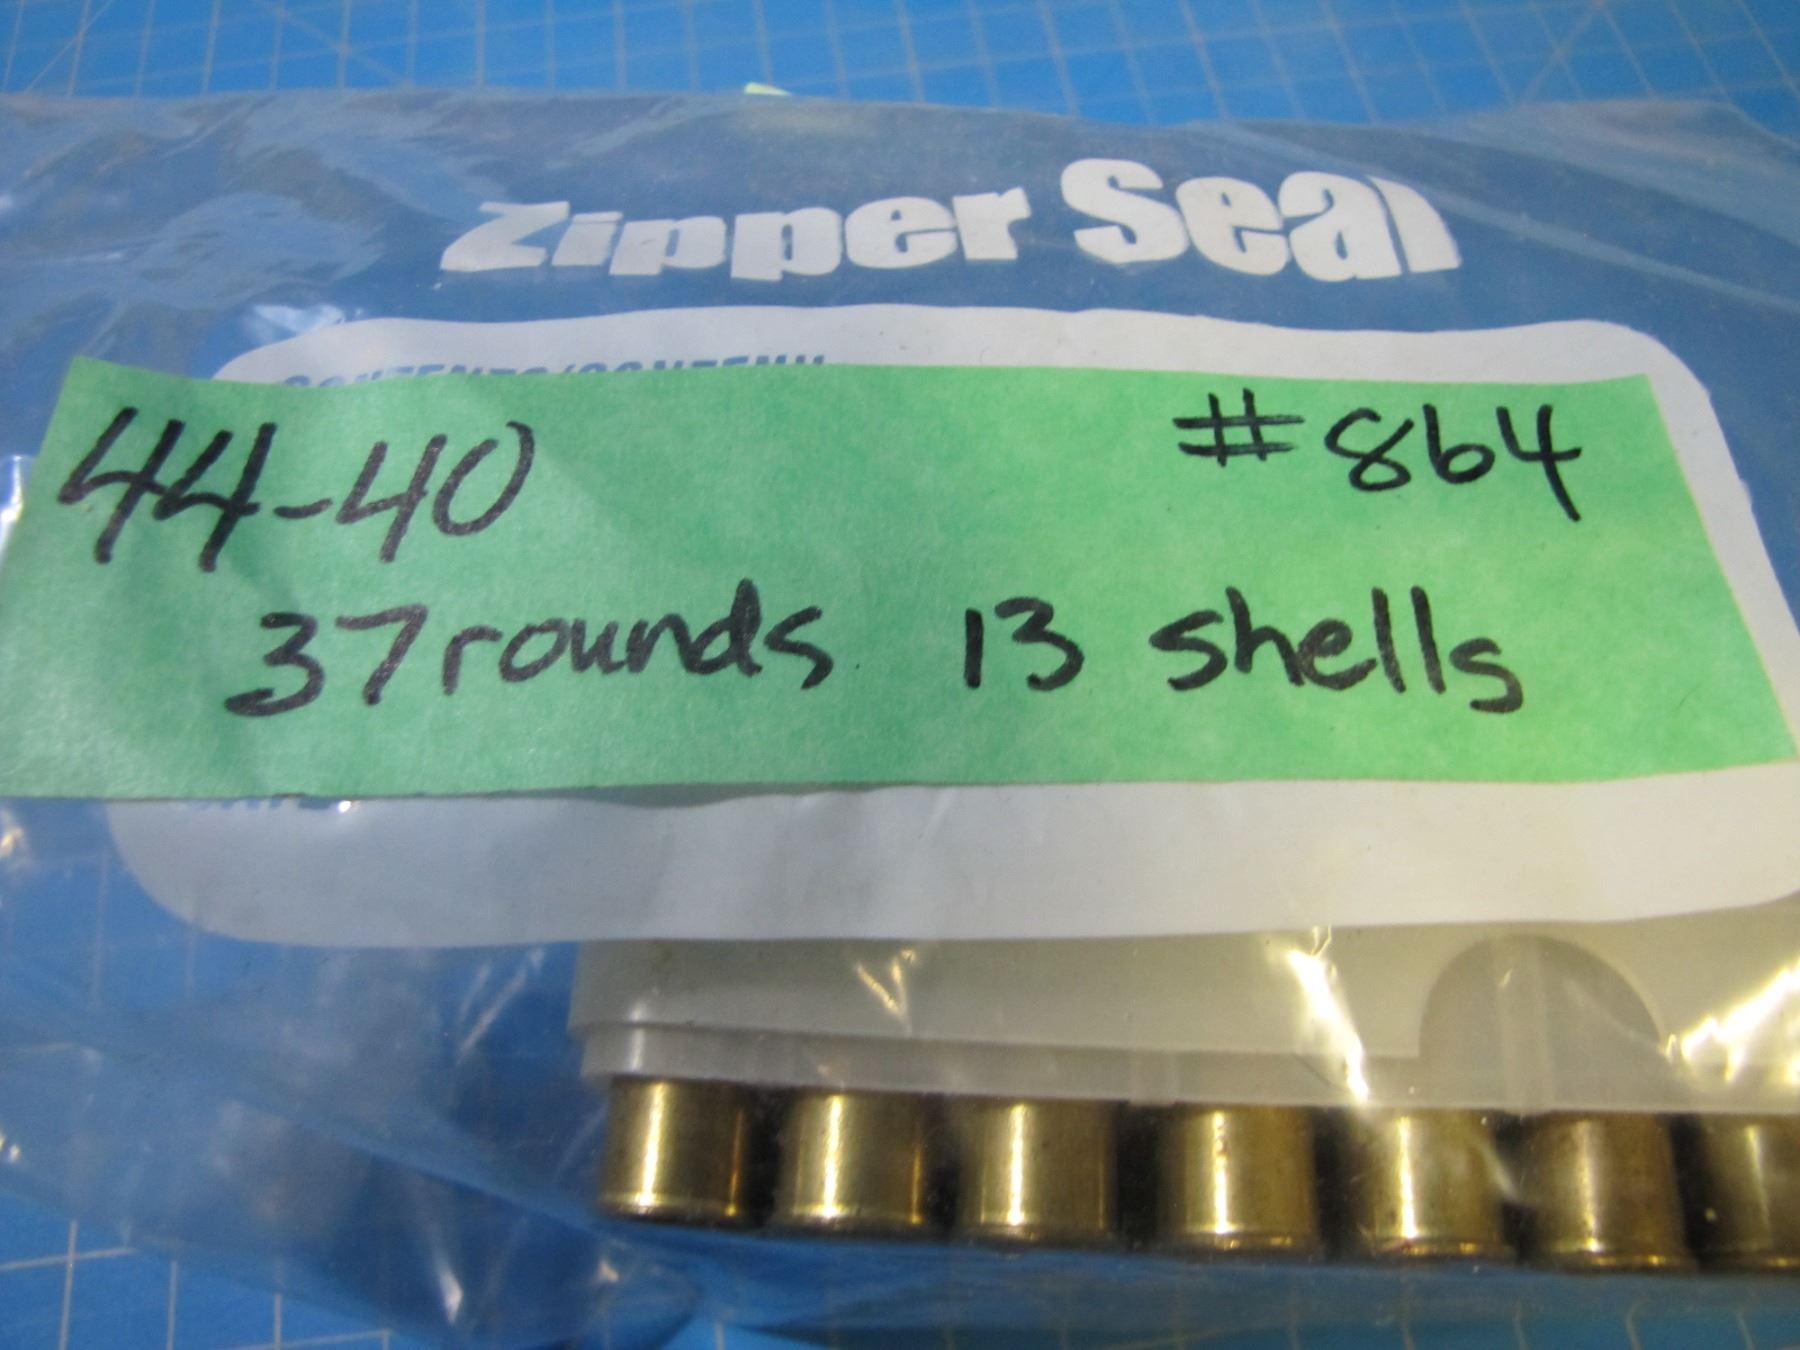 Zipper Seal
44-40 #864
37 rounds 13 shells